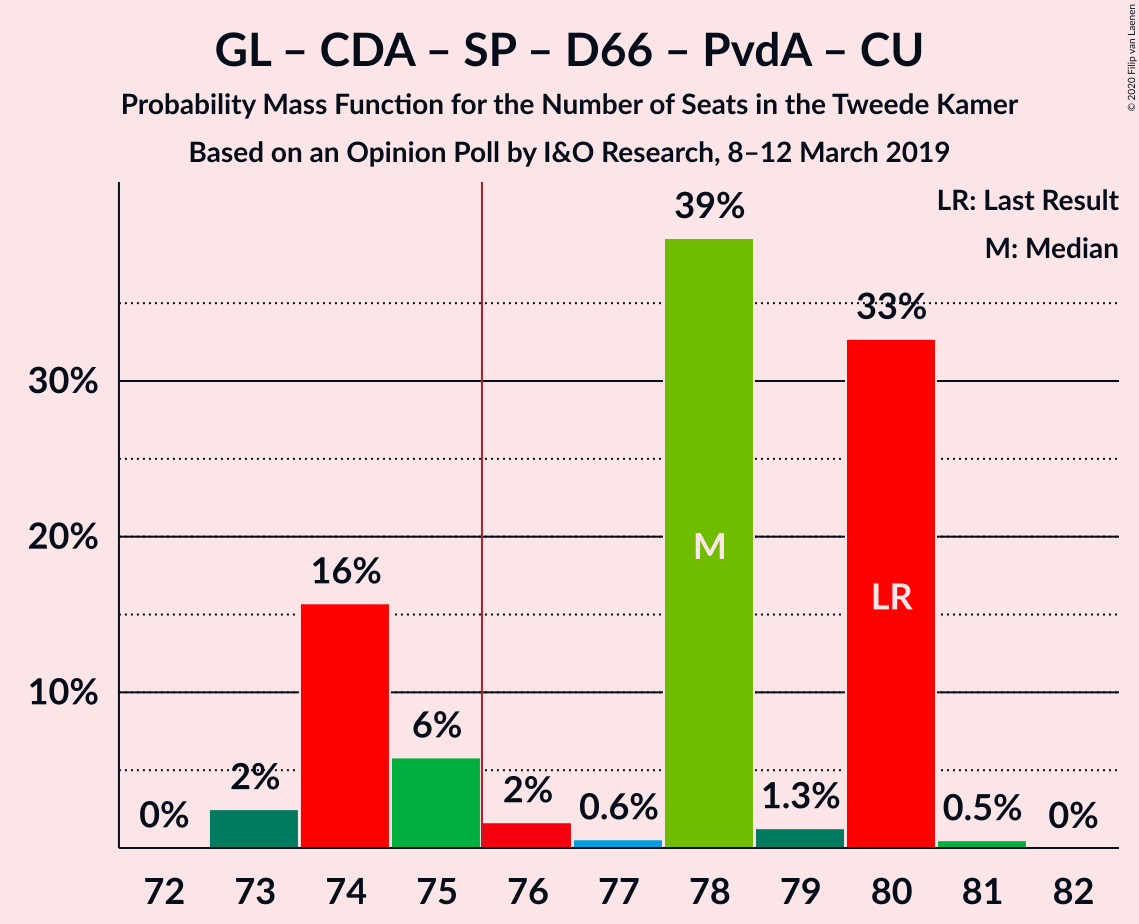 GL – CDA – SP – D66 – PvdA – CU
Probability Mass Function for the Number of Seats in the Tweede Kamer
Based on an Opinion Poll by I&O Research, 8–12 March 2019
© 2020 Filip van Laenen
LR: Last Result
M: Median
39%
33%
30%
20%
16%
10%
6%
2%
0%
2%
0.6%
1.3%
0.5%
0%
M
LR
72 73 74 75 76 77 78 79 80 81 82